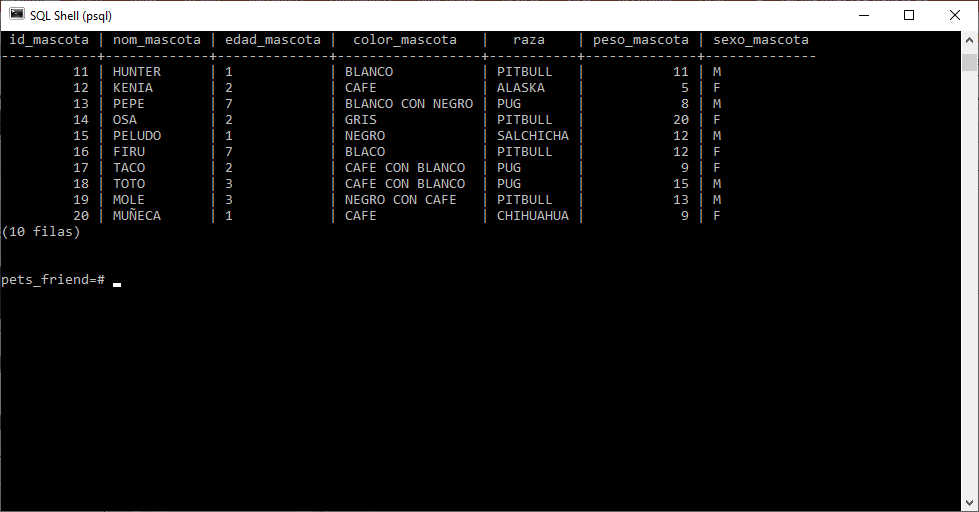 SQL Shell (psql)
 id_mascota | nom_mascota | edad_mascota |  color_mascota   |   raza    | peso_mascota | sexo_mascota
------------+-------------+--------------+------------------+-----------+--------------+--------------
         11 | HUNTER      | 1            | BLANCO           | PITBULL   |           11 | M
         12 | KENIA       | 2            | CAFE             | ALASKA    |            5 | F
         13 | PEPE        | 7            | BLANCO CON NEGRO | PUG       |            8 | M
         14 | OSA         | 2            | GRIS             | PITBULL   |           20 | F
         15 | PELUDO      | 1            | NEGRO            | SALCHICHA |           12 | M
         16 | FIRU        | 7            | BLACO            | PITBULL   |           12 | F
         17 | TACO        | 2            | CAFE CON BLANCO  | PUG       |            9 | F
         18 | TOTO        | 3            | CAFE CON BLANCO  | PUG       |           15 | M
         19 | MOLE        | 3            | NEGRO CON CAFE   | PITBULL   |           13 | M
         20 | MUÑECA      | 1            | CAFE             | CHIHUAHUA |            9 | F
(10 filas)
pets_friend=#